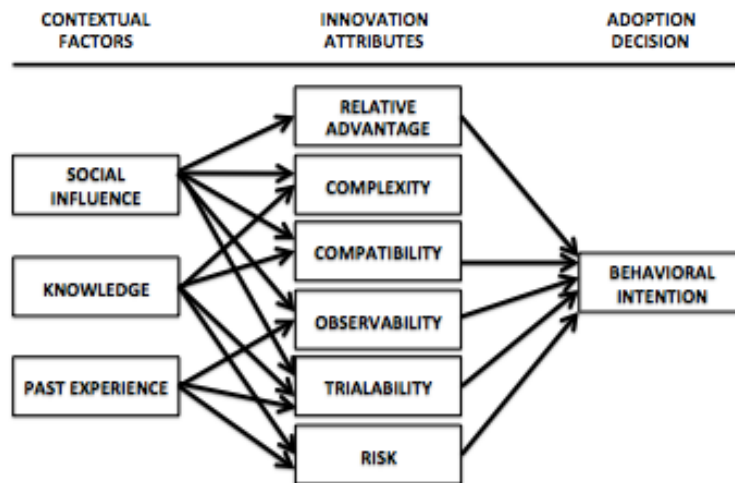 CONTEXTUAL
FACTORS
INNOVATION
ATTRIBUTES
ADOPTION
DECISION
SOCIAL
INFLUENCE
KNOWLEDGE
PAST EXPERIENCE
RELATIVE
ADVANTAGE
COMPLEXITY
COMPATIBILITY
OBSERVABILITY
TRIALABILITY
RISK
BEHAVIORAL
INTENTION